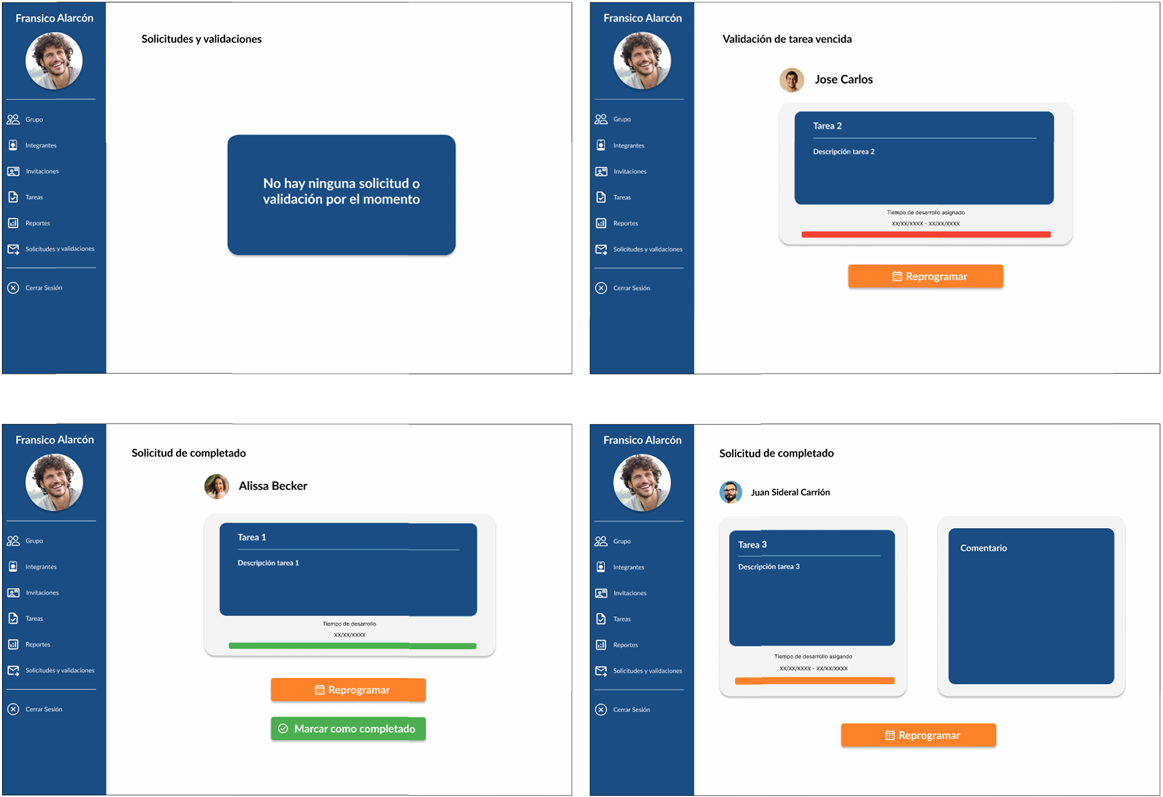 Fransico Alarcón
Grupo
Integrantes
Invitaciones
Tareas
Reportes
Solicitudes y validaciones
Cerrar Sesión
Solicitudes y validaciones
No hay ninguna solicitud o
validación por el momento
Fransico Alarcón
Grupo
Integrantes
Invitaciones
Tareas
Reportes
Solicitudes y validaciones
Cerrar Sesión
Validación de tarea vencida
Jose Carlos
Tarea 2
Descripción tarea 2
Tiempo de desarrollo asignado
XX/XX/XXXX - XX/XX/XXXX
Reprogramar
Fransico Alarcón
Grupo
Integrantes
Invitaciones
Tareas
Reportes
Solicitudes y validaciones
Cerrar Sesión
Solicitud de completado
Alissa Becker
Tarea 1
Descripción tarea 1
Tiempo de desarrollo
XX/XX/XXXX
Reprogramar
Marcar como completado
Fransico Alarcón
Grupo
Integrantes
Invitaciones
Tareas
Reportes
Solicitudes y validaciones
Cerrar Sesión
Solicitud de completado
Juan Sideral Carrión
Tarea 3
Descripción tarea 3
Tiempo de desarrollo asigando
XX/XX/XXXX - XX/XX/XXXX
Comentario
Reprogramar